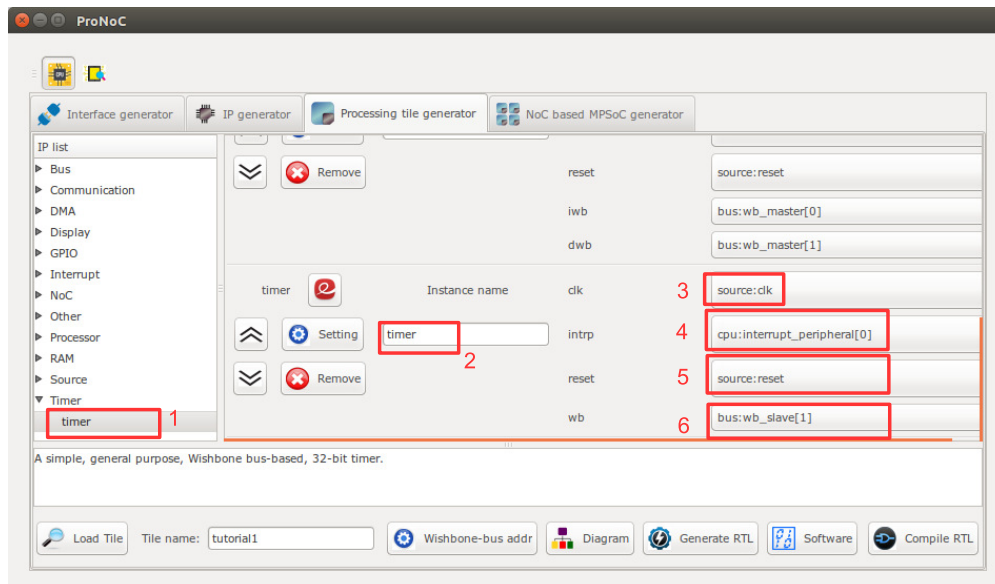 ProNoC
Interface generator
IP generator
Processing tile generator
NoC based MPSoC generator
IP list
Bus
Communication
DMA
Display
GPIO
Interrupt
NoC
Other
Processor
RAM
Source
Timer
timer
1
Remove
reset
source:reset
iwb
bus:wb_master[0]
dwb
bus:wb_master[1]
timer
Instance name
clk
3
source:clk
Setting
timer
2
intrp
4
cpu:interrupt_peripheral[0]
Remove
reset
5
source:reset
wb
6
bus:wb_slave[1]
A simple, general purpose, Wishbone bus-based, 32-bit timer.
Load Tile
Tile name:
tutorial1
Wishbone-bus addr
Diagram
Generate RTL
Software
Compile RTL